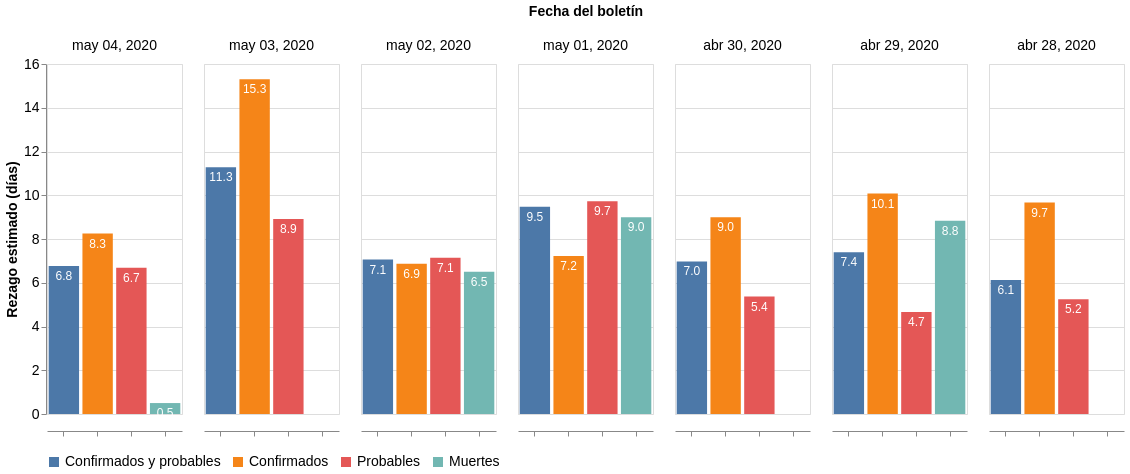 Fecha del boletín
may 04, 2020 may 03, 2020 may 02, 2020 may 01, 2020 abr 30, 2020 abr 29, 2020 abr 28, 2020
Rezago estimado (días)
16
14
12
10
8
6
4
2
0
6.8 8.3 6.7 0.5
11.3 15.3 8.9
7.1 6.9 7.1 6.5
9.5 7.2 9.7 9.0
7.0 9.0 5.4
7.4 10.1 4.7 8.8
6.1 9.7 5.2
Confirmados y probables Confirmados Probables Muertes